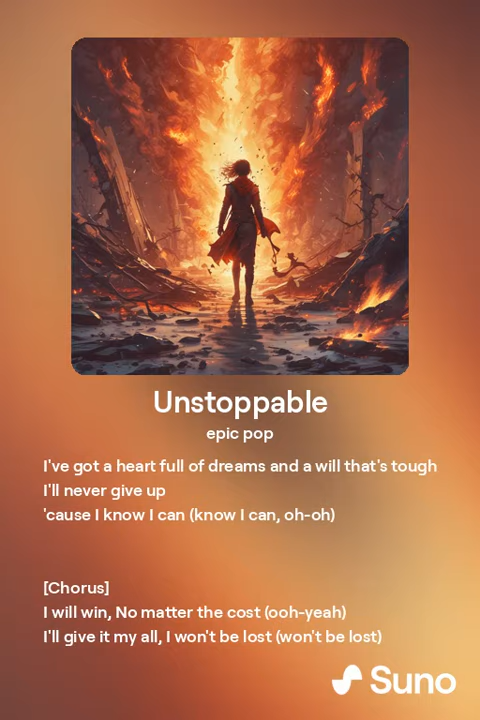 Unstoppable
epic pop
I've got a heart full of dreams and a will that's tough
I'll never give up
'cause I know I can (know I can, oh-oh)
[Chorus]
I will win, No matter the cost (ooh-yeah)
I'll give it my all, I won't be lost (won't be lost)
Suno